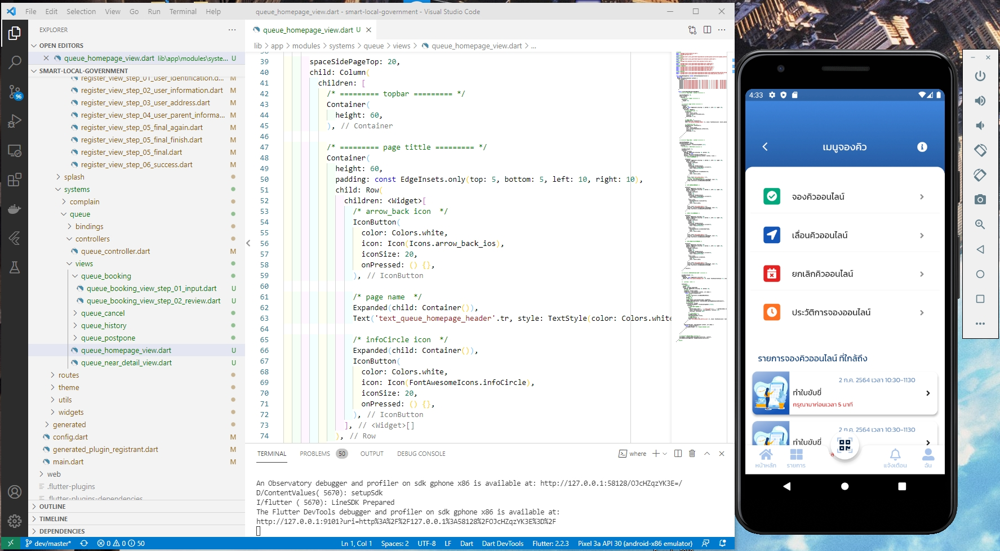 File Edit Selection View Go Run Terminal Help
queue_homepage_view.dart - smart-local-government - Visual Studio Code
EXPLORER
OPEN EDITORS
queue_homepage_view.dart lib\app\modules\syste... U
SMART-LOCAL-GOVERNMENT
register_view_step_01_user_identification.d... M
register_view_step_02_user_information.dart M
register_view_step_03_user_address.dart M
register_view_step_04_user_parent_informa... M
register_view_step_05_final_again.dart M
register_view_step_05_final_finish.dart M
register_view_step_05_final.dart M
register_view_step_06_success.dart M
splash
systems
complain
queue
bindings
controllers
queue_controller.dart M
views
queue_booking
queue_booking_view_step_01_input.dart U
queue_booking_view_step_02_review.dart U
queue_cancel
queue_history
queue_postpone
queue_homepage_view.dart U
queue_near_detail_view.dart U
routes
theme
utils
widgets
generated
config.dart M
generated_plugin_registrant.dart M
main.dart M
web
.flutter-plugins
.flutter-plugins-dependencies
OUTLINE
TIMELINE
DEPENDENCIES
96
queue_homepage_view.dart U
lib > app > modules > systems > queue > views > queue_homepage_view.dart > ...
38
39 spaceSidePageTop: 20,
40 child: Column(
41 children: [
42 /* ========= topbar ========= */
43 Container(
44 height: 60,
45 ), // Container
46
47 /* ========= page tittle ========= */
48 Container(
49 height: 60,
50 padding: const EdgeInsets.only(top: 5, bottom: 5, left: 10, right: 10),
51 child: Row(
52 children: <Widget>[
53 /* arrow_back icon */
54 IconButton(
55 color: Colors.white,
56 icon: Icon(Icons.arrow_back_ios),
57 iconSize: 20,
58 onPressed: () {},
59 ), // IconButton
60
61 /* page name */
62 Expanded(child: Container()),
63 Text('text_queue_homepage_header'.tr, style: TextStyle(color: Colors.white
64
65 /* infoCircle icon */
66 Expanded(child: Container()),
67 IconButton(
68 color: Colors.white,
69 icon: Icon(FontAwesomeIcons.infoCircle),
70 iconSize: 20,
71 onPressed: () {},
72 ), // IconButton
73 ], // <Widget>[]
74 ), // Row
TERMINAL PROBLEMS 50 OUTPUT DEBUG CONSOLE where
An Observatory debugger and profiler on sdk gphone x86 is available at: http://127.0.0.1:58128/OJcHZqzYK3E=/
D/ContentValues( 5670): setupSdk
I/flutter ( 5670): LineSDK Prepared
The Flutter DevTools debugger and profiler on sdk gphone x86 is available at:
http://127.0.0.1:9101?uri=http%3A%2F%2F127.0.0.1%3A58128%2FOJcHZqzYK3E%3D%2F
dev/master* 0 0 50 Ln 1, Col 1 Spaces: 2 UTF-8 LF Dart Dart DevTools Flutter: 2.2.3 Pixel 3a API 30 (android-x86 emulator)
4:33
เมนูจองคิว
จองคิวออนไลน์
เลื่อนคิวออนไลน์
ยกเลิกคิวออนไลน์
ประวัติการจองออนไลน์
รายการจองคิวออนไลน์ ที่ใกล้ถึง
2 ก.ค. 2564 เวลา 10:30-1130
ทำใบขับขี่
กรุณามาก่อนเวลา 5 นาที
2 ก.ค. 2564 เวลา 10:30-1130
ทำใบขับขี่
หน้าหลัก รายการ แจ้งเตือน ฉัน